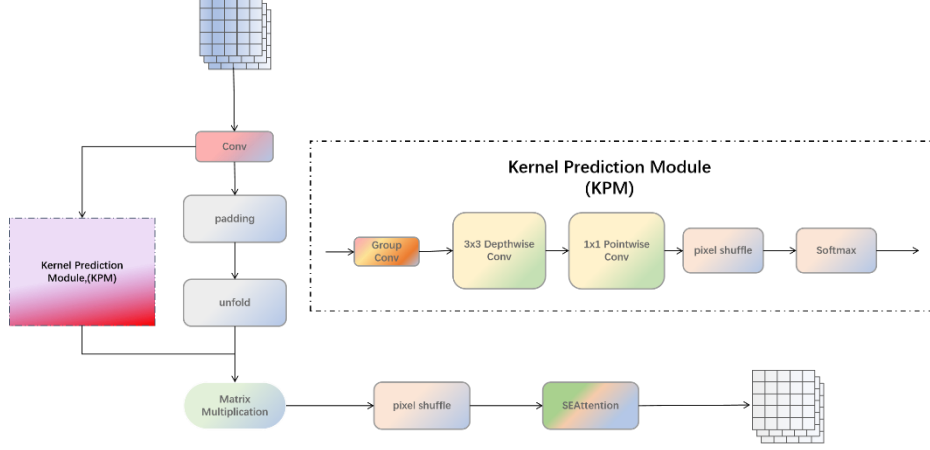 Conv
padding
unfold
Kernel Prediction
Module,(KPM)
Kernel Prediction Module
(KPM)
Group
Conv
3x3 Depthwise
Conv
1x1 Pointwise
Conv
pixel shuffle
Softmax
Matrix
Multiplication
pixel shuffle
SEAttention